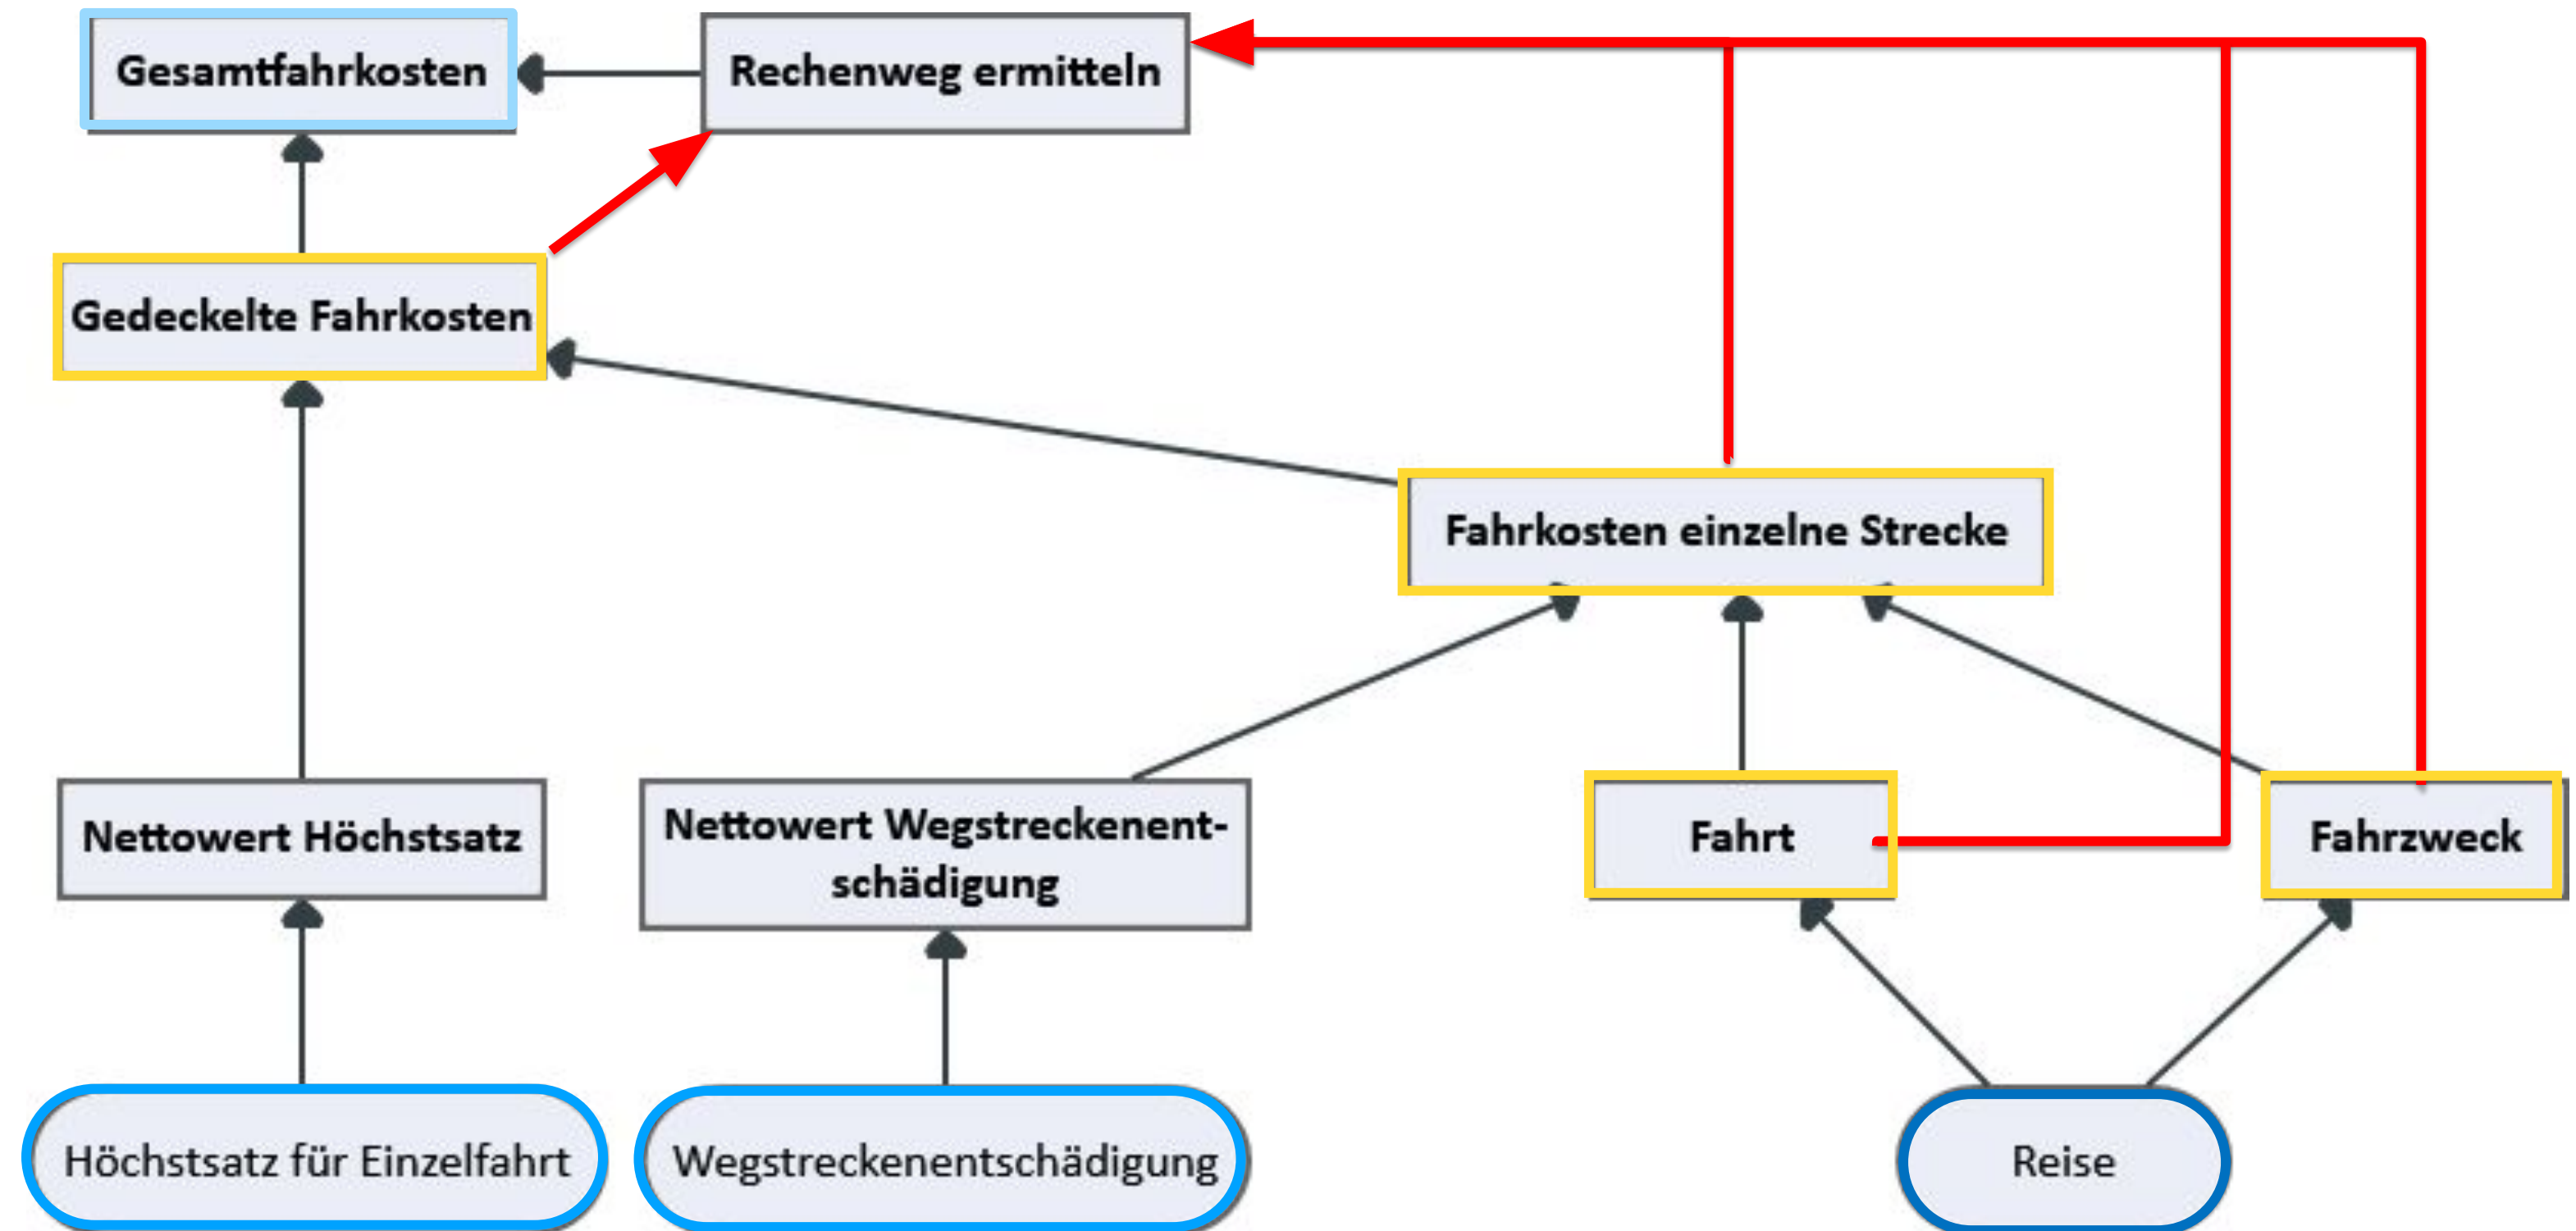 Gesamtfahrkosten
Rechenweg ermitteln
Gedeckelte Fahrkosten
Fahrkosten einzelne Strecke
Nettowert Höchstsatz
Nettowert Wegstreckenent-
schädigung
Fahrt
Fahrzweck
Höchstsatz für Einzelfahrt
Wegstreckenentschädigung
Reise